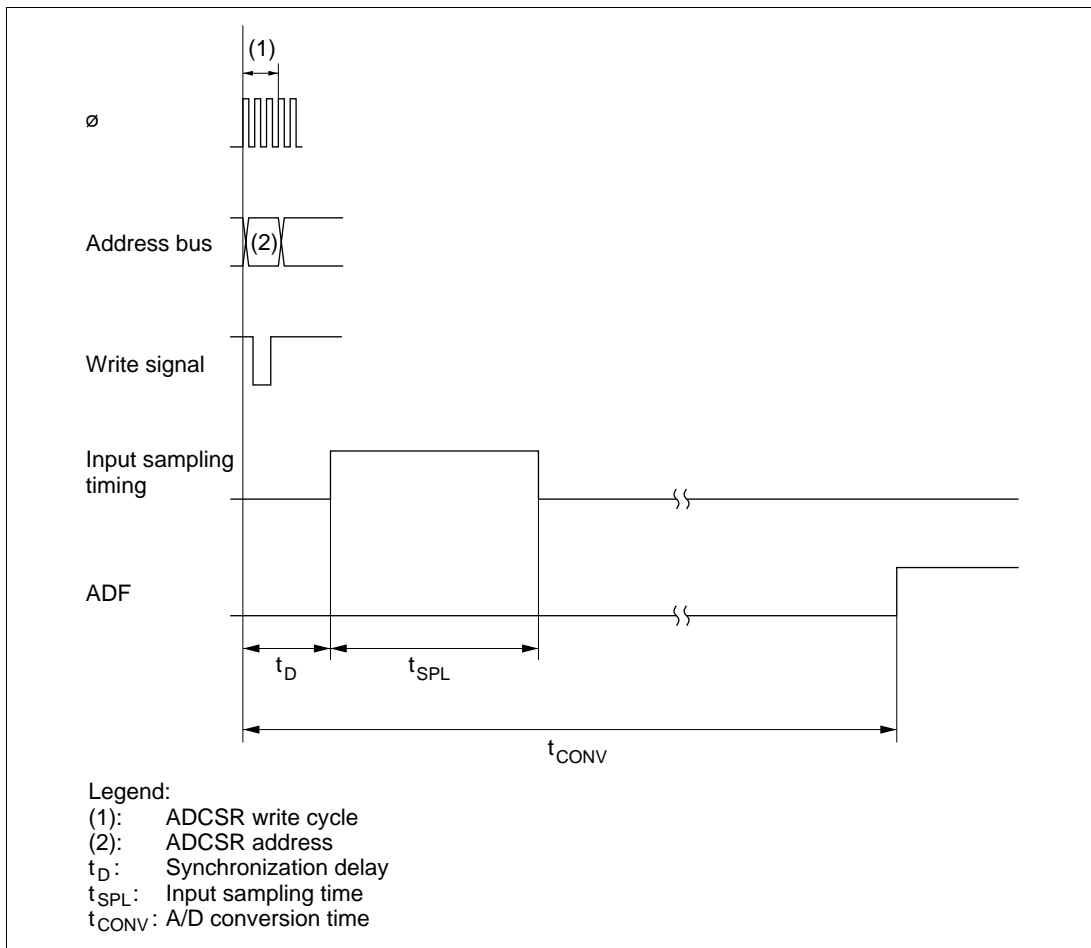 (1)
ø
Address bus
(2)
Write signal
Input sampling
timing
ADF
tD
tSPL
tCONV
Legend:
(1): ADCSR write cycle
(2): ADCSR address
tD: Synchronization delay
tSPL: Input sampling time
tCONV: A/D conversion time